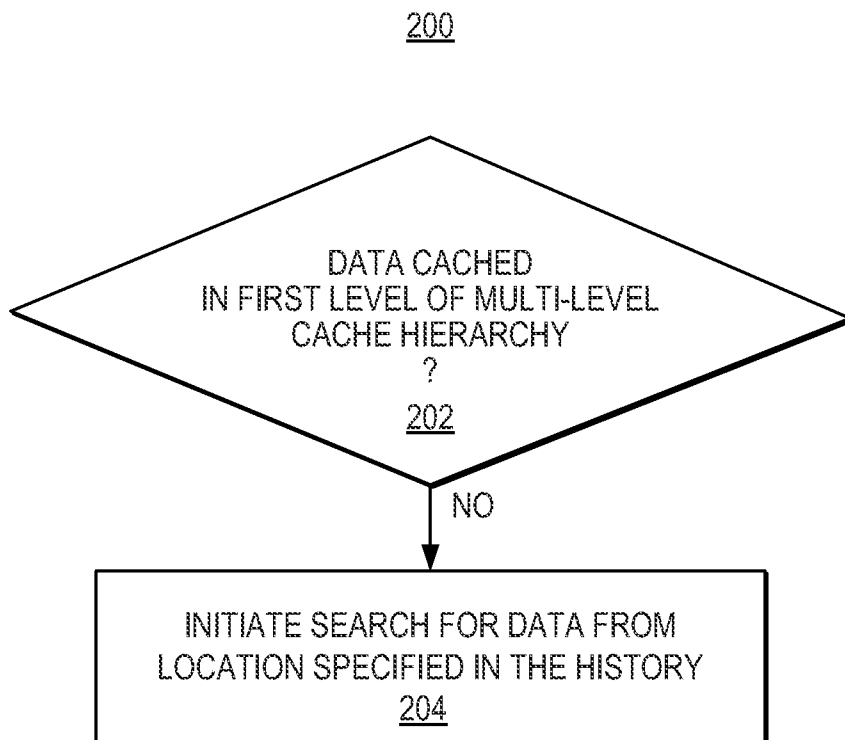 200
DATA CACHED
IN FIRST LEVEL OF MULTI-LEVEL
CACHE HIERARCHY
?
202
NO
INITIATE SEARCH FOR DATA FROM
LOCATION SPECIFIED IN THE HISTORY
204